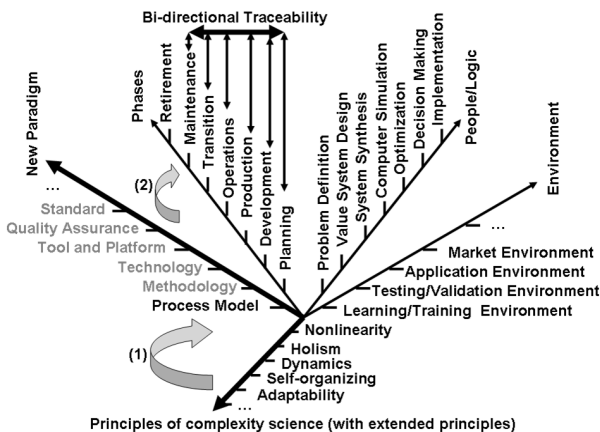 Bi-directional Traceability
New Paradigm
...
Standard
Quality Assurance
Tool and Platform
Technology
Methodology
Process Model
(2)
Phases
Retirement
Maintenance
Transition
Operations
Production
Development
Planning
Problem Definition
Value System Design
System Synthesis
Computer Simulation
Optimization
Decision Making
Implementation
People/Logic
Environment
...
Market Environment
Application Environment
Testing/Validation Environment
Learning/Training Environment
(1)
Nonlinearity
Holism
Dynamics
Self-organizing
Adaptability
...
Principles of complexity science (with extended principles)